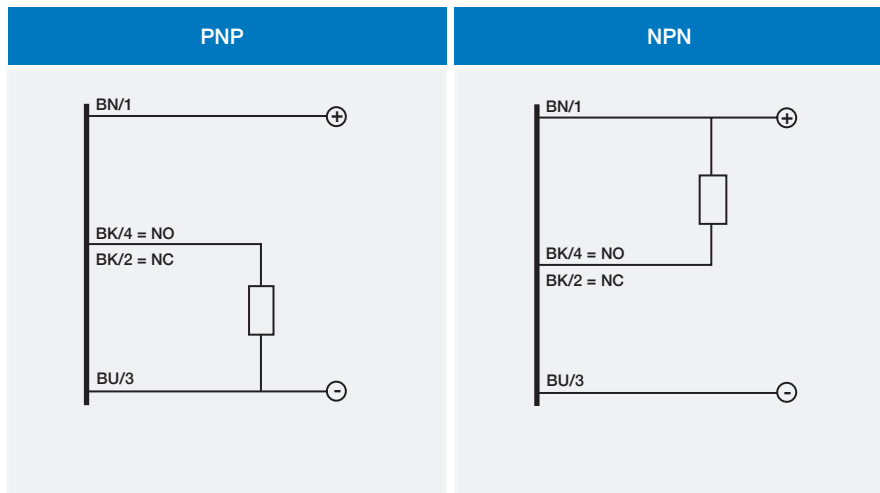 PNP
BN/1
+
BK/4 = NO
BK/2 = NC
BU/3
-
NPN
BN/1
+
BK/4 = NO
BK/2 = NC
BU/3
-